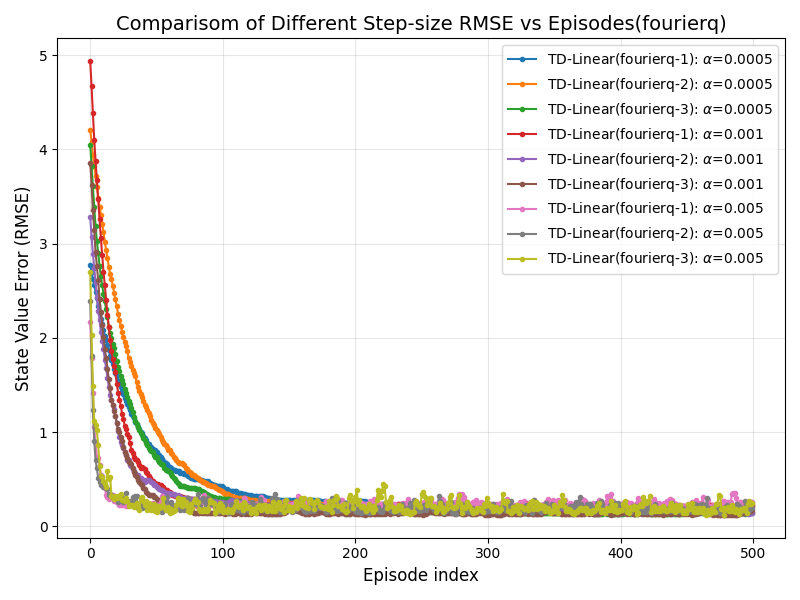 Comparisom of Different Step-size RMSE vs Episodes(fourierq)
State Value Error (RMSE)
5
4
3
2
1
0
TD-Linear(fourierq-1): α=0.0005
TD-Linear(fourierq-2): α=0.0005
TD-Linear(fourierq-3): α=0.0005
TD-Linear(fourierq-1): α=0.001
TD-Linear(fourierq-2): α=0.001
TD-Linear(fourierq-3): α=0.001
TD-Linear(fourierq-1): α=0.005
TD-Linear(fourierq-2): α=0.005
TD-Linear(fourierq-3): α=0.005
0 100 200 300 400 500
Episode index